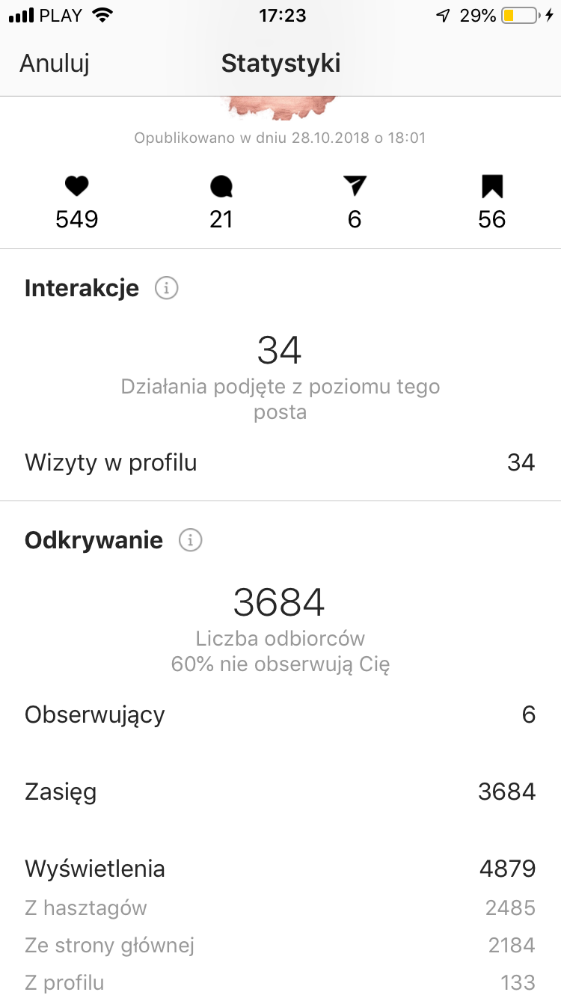 PLAY 17:23 29%
Anuluj Statystyki
Opublikowano w dniu 28.10.2018 o 18:01
549 21 6 56
Interakcje
34
Działania podjęte z poziomu tego
posta
Wizyty w profilu 34
Odkrywanie
3684
Liczba odbiorców
60% nie obserwują Cię
Obserwujący 6
Zasięg 3684
Wyświetlenia 4879
Z hasztagów 2485
Ze strony głównej 2184
Z profilu 133